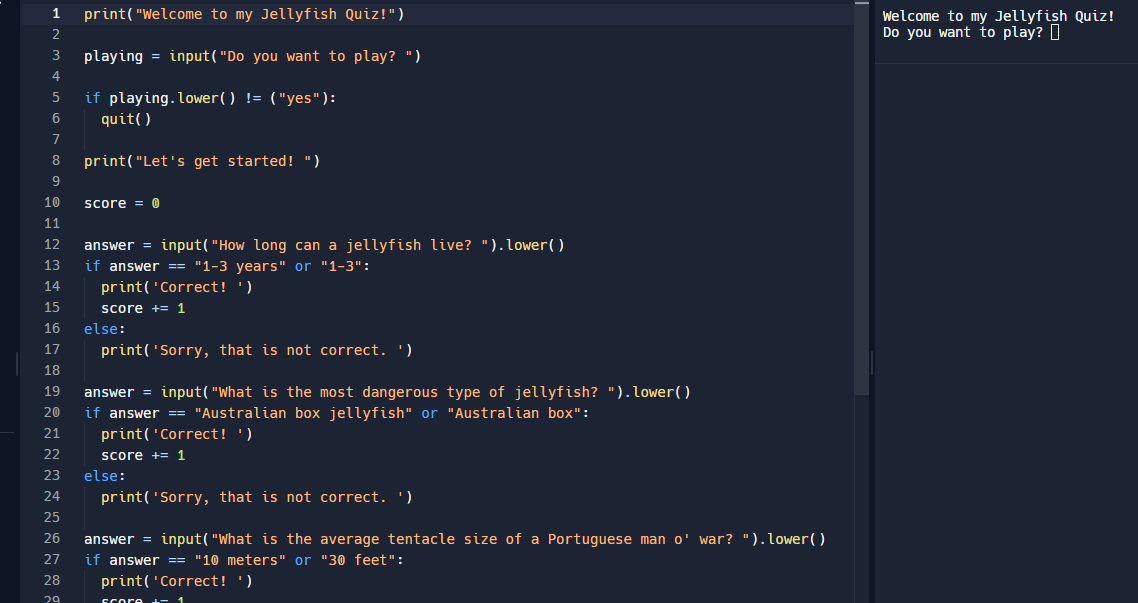 1 print("Welcome to my Jellyfish Quiz!")
2
3 playing = input("Do you want to play? ")
4
5 if playing.lower() != ("yes"):
6   quit()
7
8 print("Let's get started! ")
9
10 score = 0
11
12 answer = input("How long can a jellyfish live? ").lower()
13 if answer == "1-3 years" or "1-3":
14   print('Correct! ')
15   score += 1
16 else:
17   print('Sorry, that is not correct. ')
18
19 answer = input("What is the most dangerous type of jellyfish? ").lower()
20 if answer == "Australian box jellyfish" or "Australian box":
21   print('Correct! ')
22   score += 1
23 else:
24   print('Sorry, that is not correct. ')
25
26 answer = input("What is the average tentacle size of a Portuguese man o' war? ").lower()
27 if answer == "10 meters" or "30 feet":
28   print('Correct! ')
29   score += 1
Welcome to my Jellyfish Quiz!
Do you want to play?